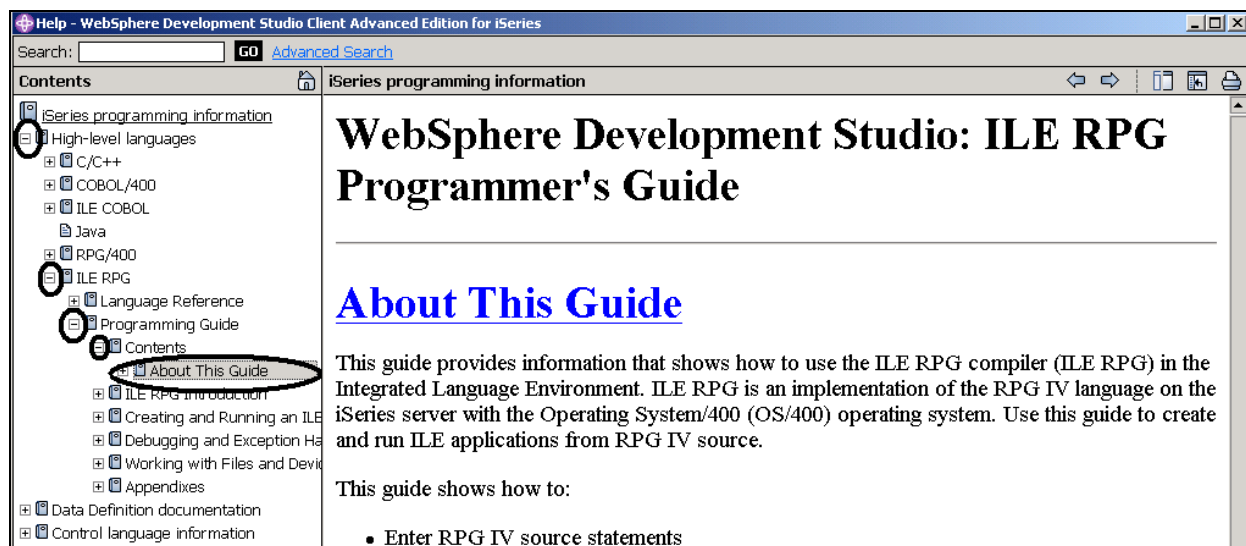 Help - WebSphere Development Studio Client Advanced Edition for iSeries
Search: GO Advanced Search
Contents
iSeries programming information
High-level languages
C/C++
COBOL/400
ILE COBOL
Java
RPG/400
ILE RPG
Language Reference
Programming Guide
Contents
About This Guide
ILE RPG Introduction
Creating and Running an ILE
Debugging and Exception Ha
Working with Files and Devic
Appendixes
Data Definition documentation
Control language information
iSeries programming information
WebSphere Development Studio: ILE RPG
Programmer's Guide
About This Guide
This guide provides information that shows how to use the ILE RPG compiler (ILE RPG) in the
Integrated Language Environment. ILE RPG is an implementation of the RPG IV language on the
iSeries server with the Operating System/400 (OS/400) operating system. Use this guide to create
and run ILE applications from RPG IV source.
This guide shows how to:
• Enter RPG IV source statements